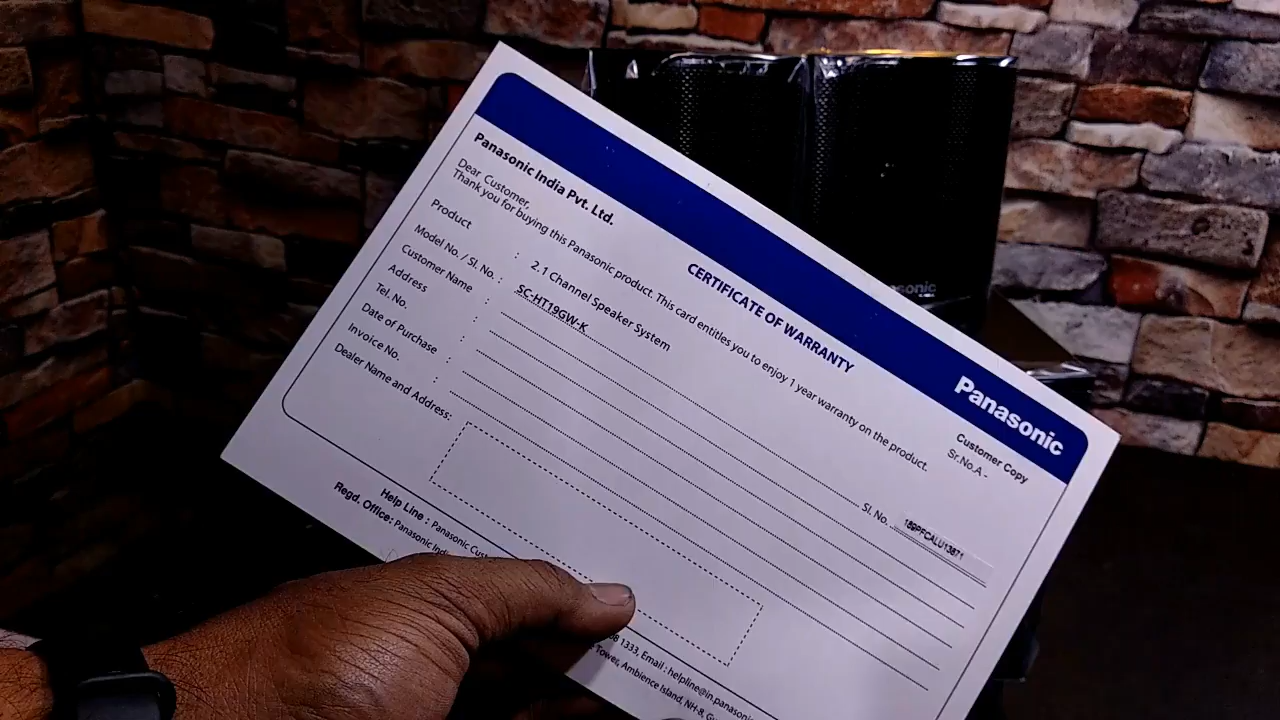 Panasonic
Panasonic India Pvt. Ltd.
CERTIFICATE OF WARRANTY
Customer Copy
Sr.No.A -
Dear Customer,
Thank you for buying this Panasonic product. This card entitles you to enjoy 1 year warranty on the product.
Product : 2.1 Channel Speaker System
Model No. / Sl. No. : SC-HT19GW-K Sl. No.
Customer Name :
Address :
Tel. No.
Date of Purchase :
Invoice No. :
Dealer Name and Address:
Help Line : Panasonic 1333, Email : helpline@in.panasonic
Regd. Office: Panasonic Tower, Ambience Island, NH-8,